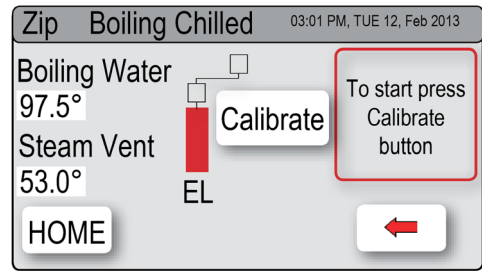 Zip Boiling Chilled 03:01 PM, TUE 12, Feb 2013
Boiling Water
97.5°
Steam Vent
53.0°
EL
HOME
Calibrate
To start press
Calibrate
button